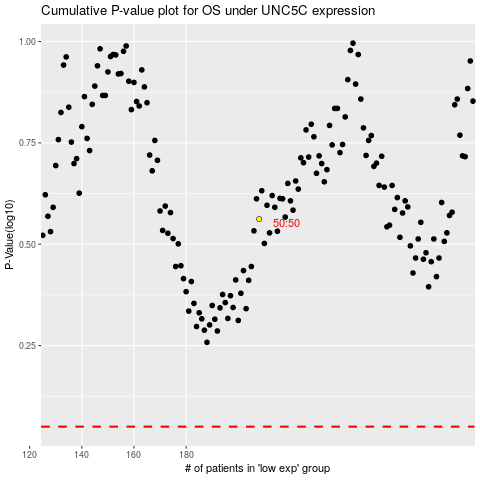 Cumulative P-value plot for OS under UNC5C expression
P-Value(log10)
1.00
0.75
0.50
0.25
50:50
120 140 160 180
# of patients in 'low exp' group